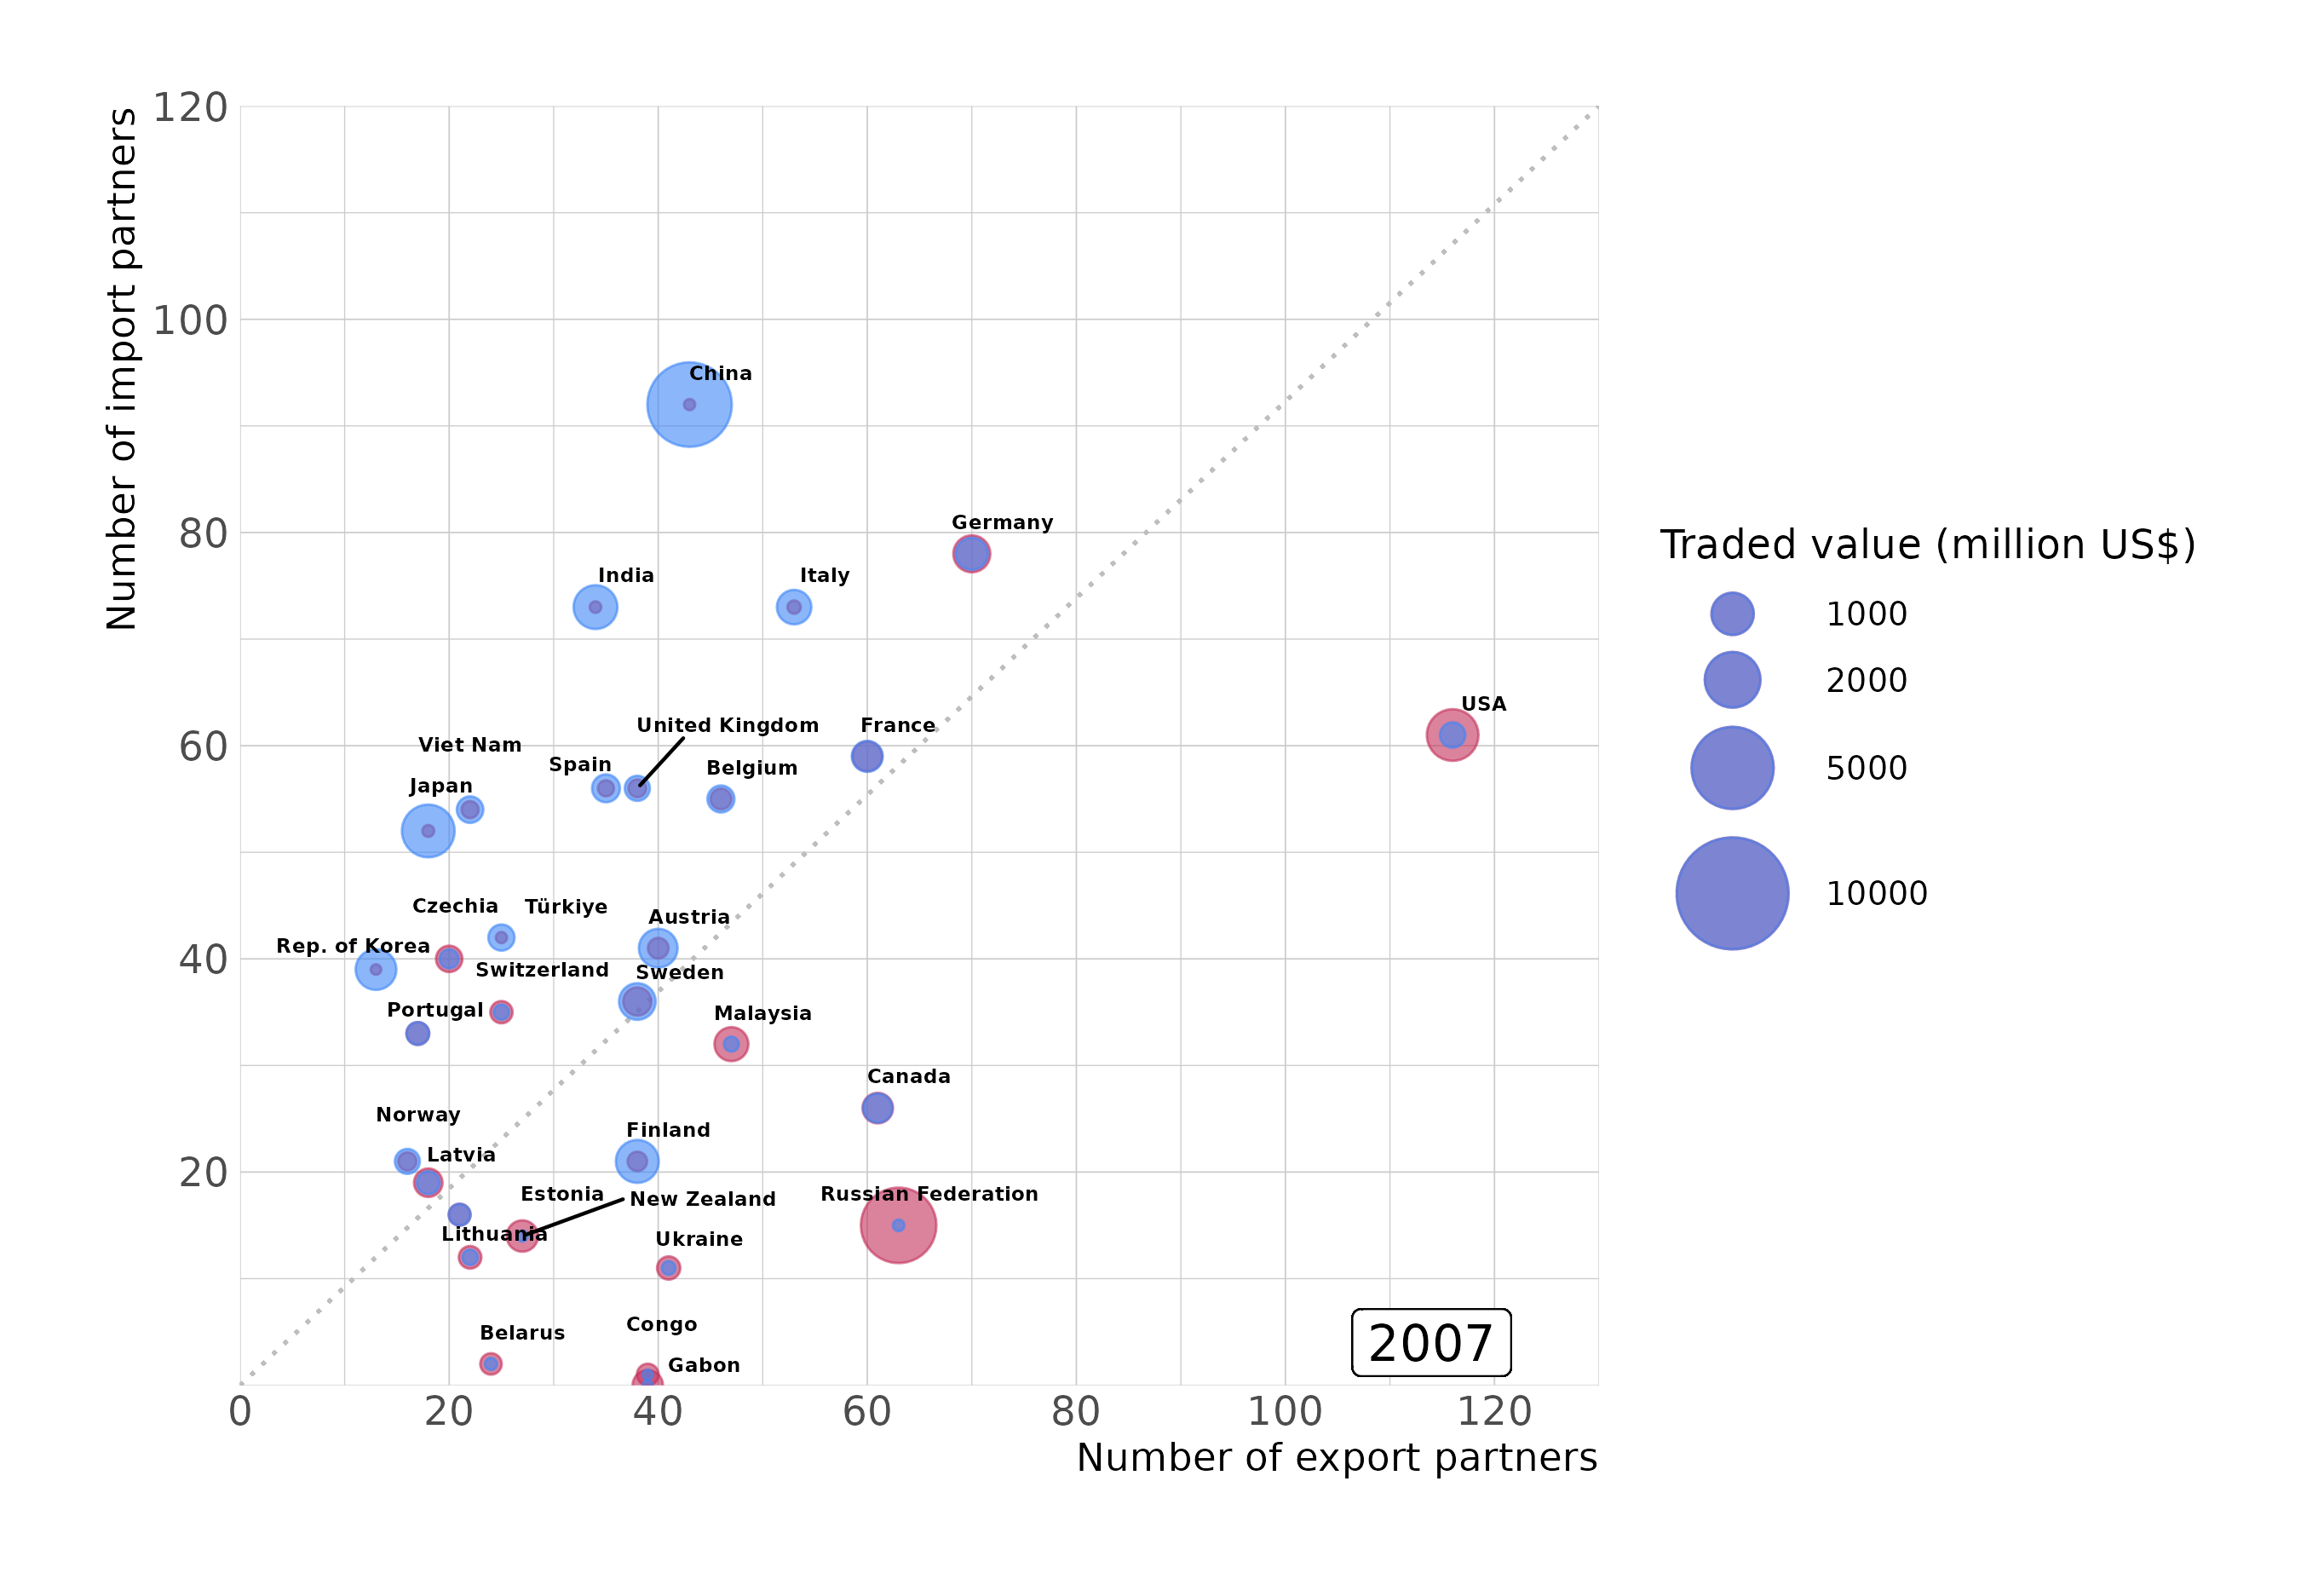 Number of import partners
120
100
80
60
40
20
China
Germany
India
Italy
USA
United Kingdom
France
Viet Nam
Spain
Belgium
Japan
Czechia
Türkiye
Austria
Rep. of Korea
Switzerland
Sweden
Portugal
Malaysia
Canada
Norway
Finland
Latvia
Estonia
New Zealand
Russian Federation
Lithuania
Ukraine
Congo
Belarus
Gabon
2007
0
20
40
60
80
100
120
Number of export partners
Traded value (million US$)
1000
2000
5000
10000